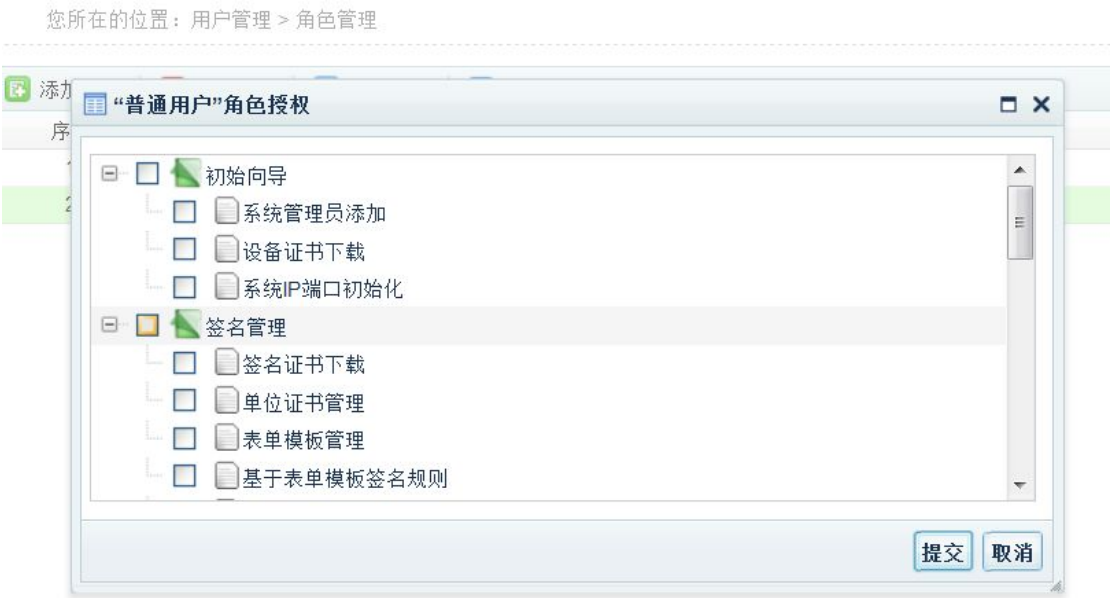 您所在的位置：用户管理 > 角色管理
添加
“普通用户”角色授权
序
初始向导
系统管理员添加
设备证书下载
系统IP端口初始化
签名管理
签名证书下载
单位证书管理
表单模板管理
基于表单模板签名规则
提交 取消